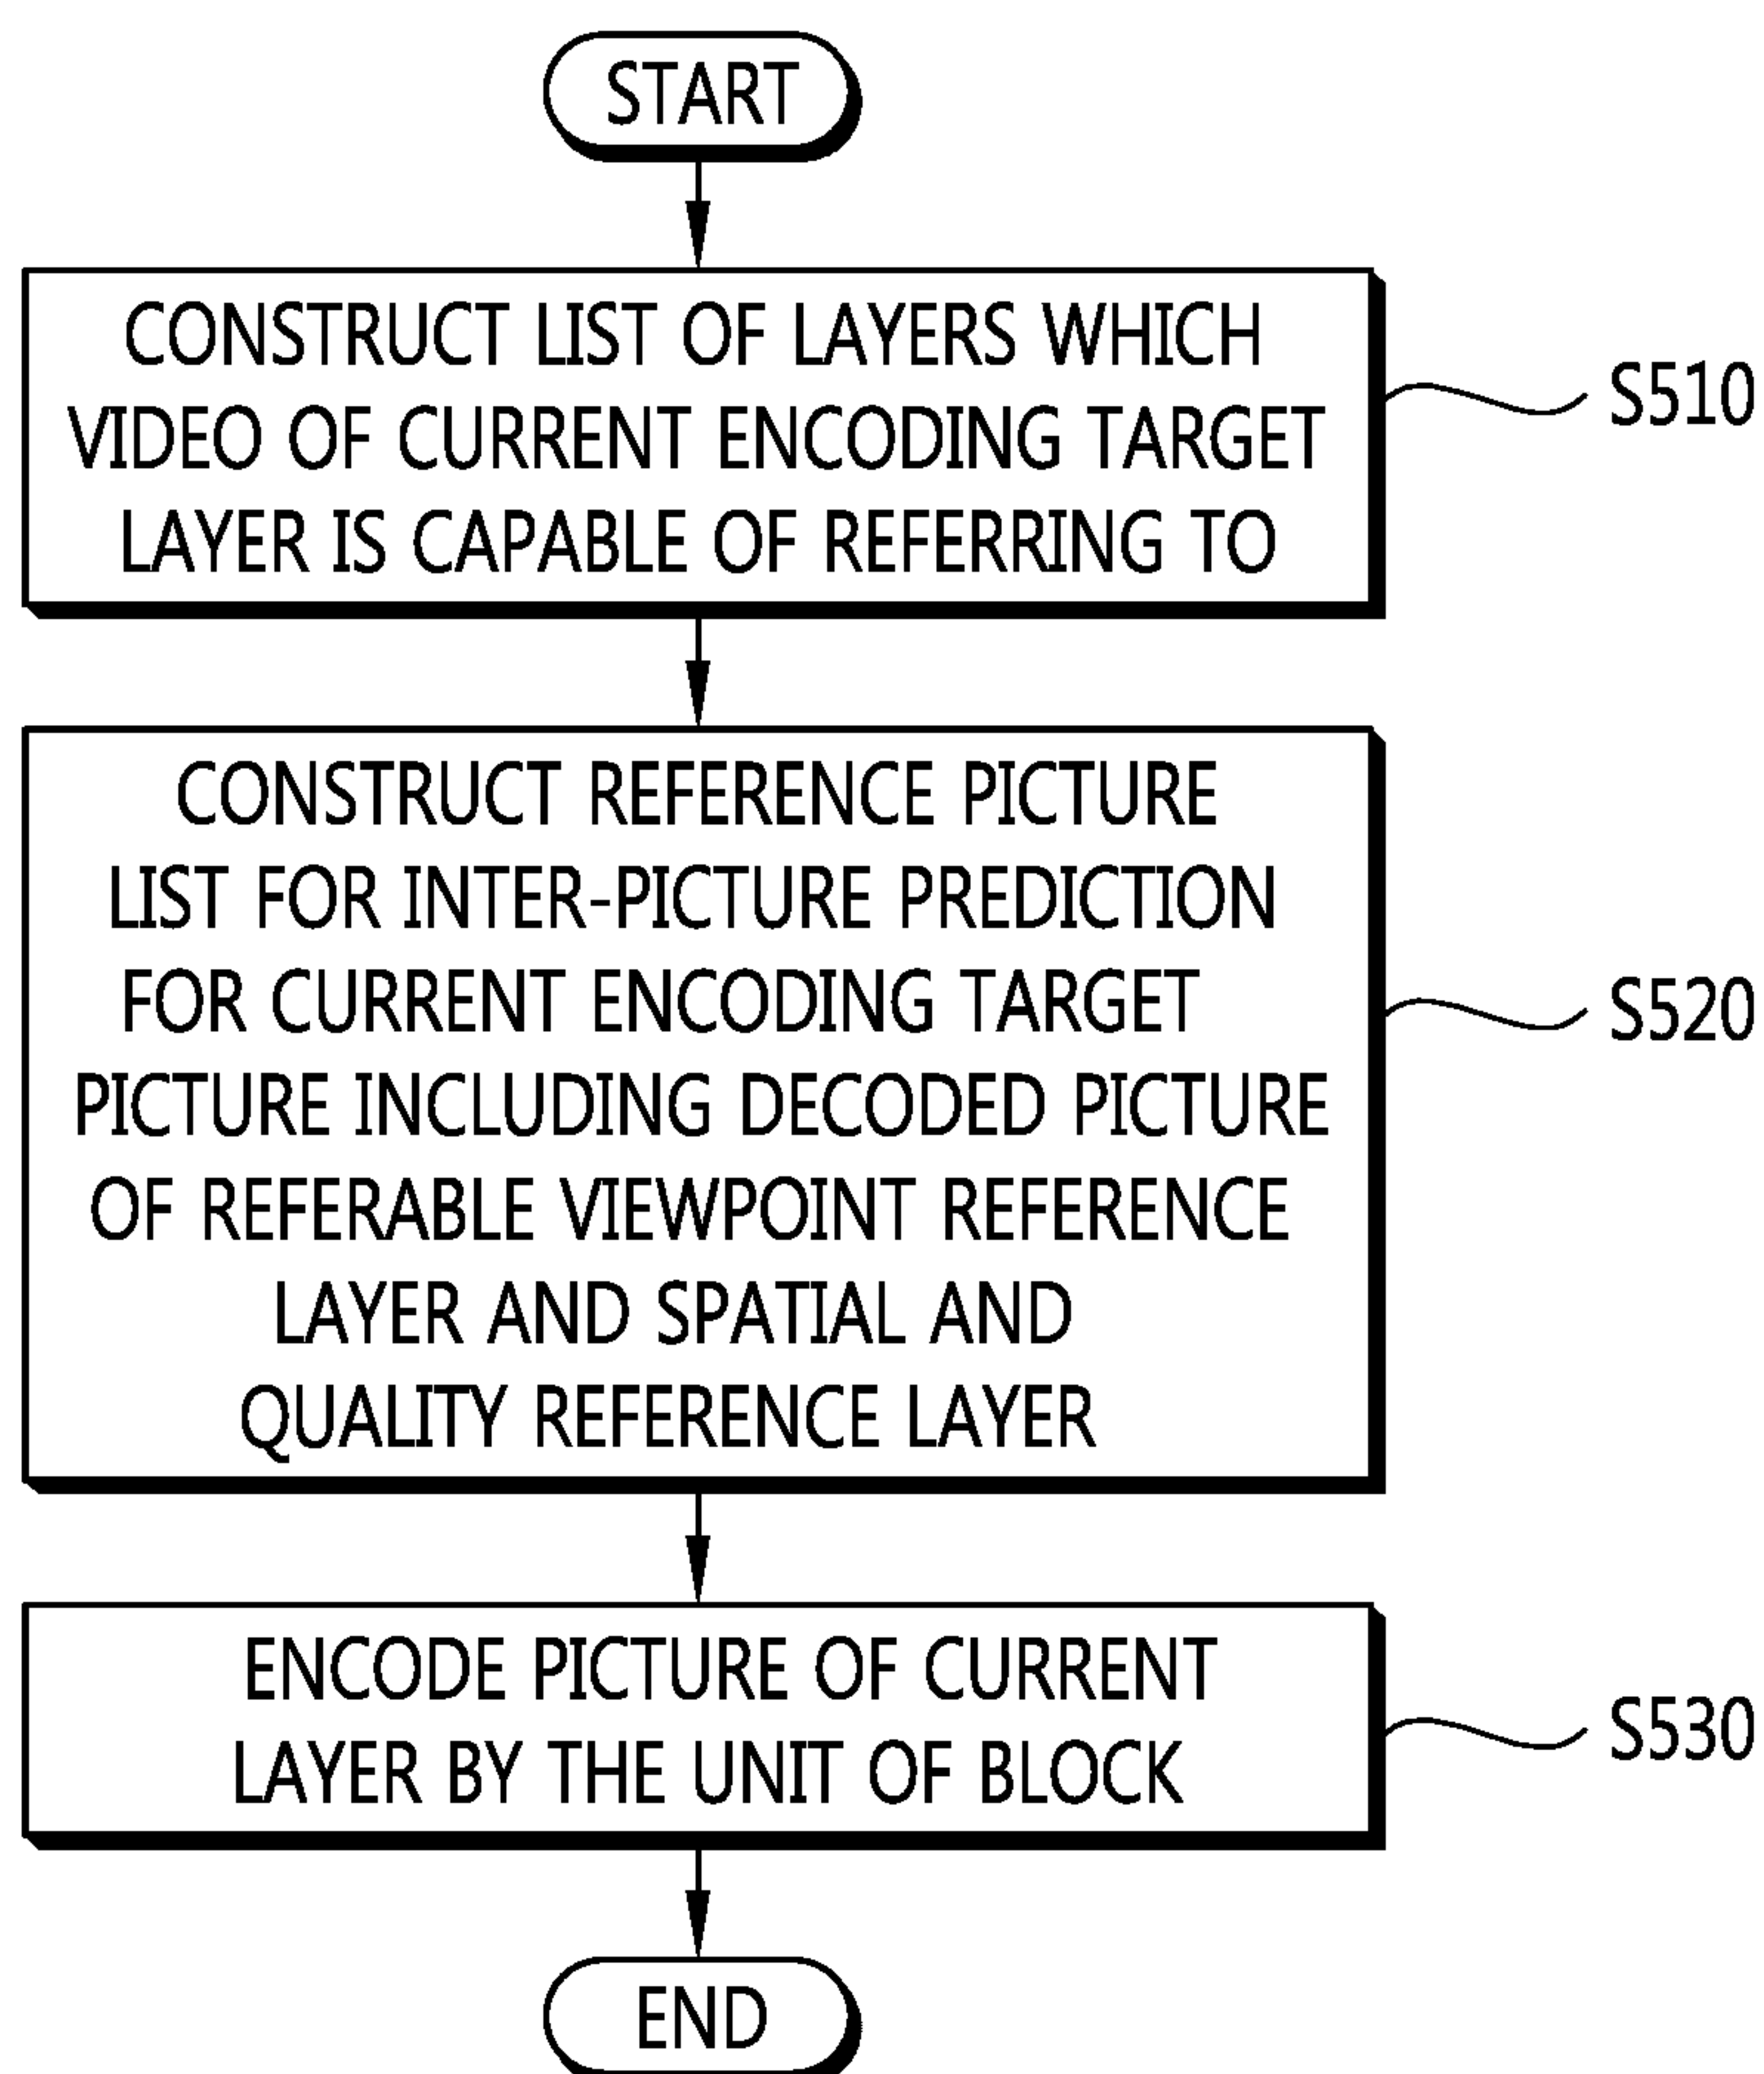 START
CONSTRUCT LIST OF LAYERS WHICH
VIDEO OF CURRENT ENCODING TARGET
LAYER IS CAPABLE OF REFERRING TO
S510
CONSTRUCT REFERENCE PICTURE
LIST FOR INTER-PICTURE PREDICTION
FOR CURRENT ENCODING TARGET
PICTURE INCLUDING DECODED PICTURE
OF REFERABLE VIEWPOINT REFERENCE
LAYER AND SPATIAL AND
QUALITY REFERENCE LAYER
S520
ENCODE PICTURE OF CURRENT
LAYER BY THE UNIT OF BLOCK
S530
END